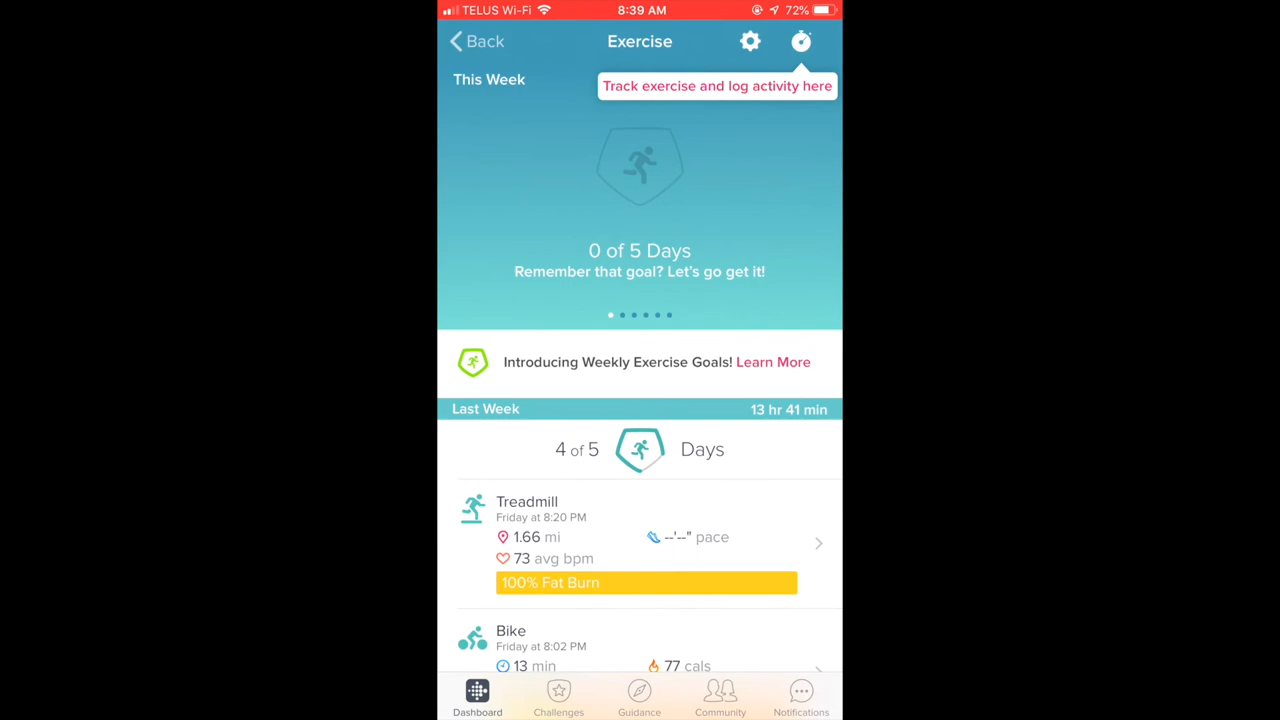 TELUS Wi-Fi 8:39 AM 72%
Back Exercise
This Week
Track exercise and log activity here
0 of 5 Days
Remember that goal? Let's go get it!
Introducing Weekly Exercise Goals! Learn More
Last Week 13 hr 41 min
4 of 5 Days
Treadmill
Friday at 8:20 PM
1.66 mi --'--" pace
73 avg bpm
100% Fat Burn
Bike
Friday at 8:02 PM
13 min 77 cals
Dashboard Challenges Guidance Community Notifications